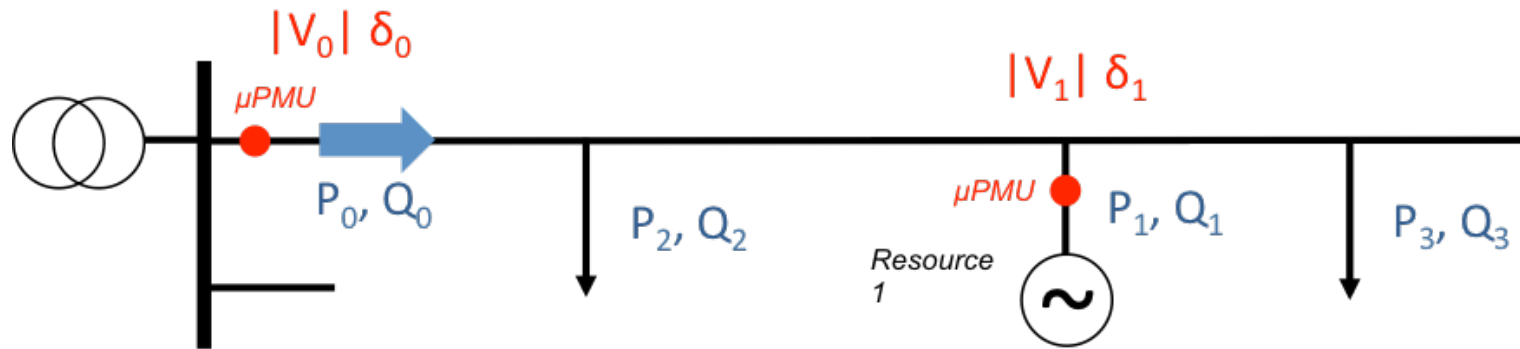 |V₀| δ₀
μPMU
|V₁| δ₁
P₀, Q₀
μPMU
P₁, Q₁
P₂, Q₂
P₃, Q₃
Resource
1
~